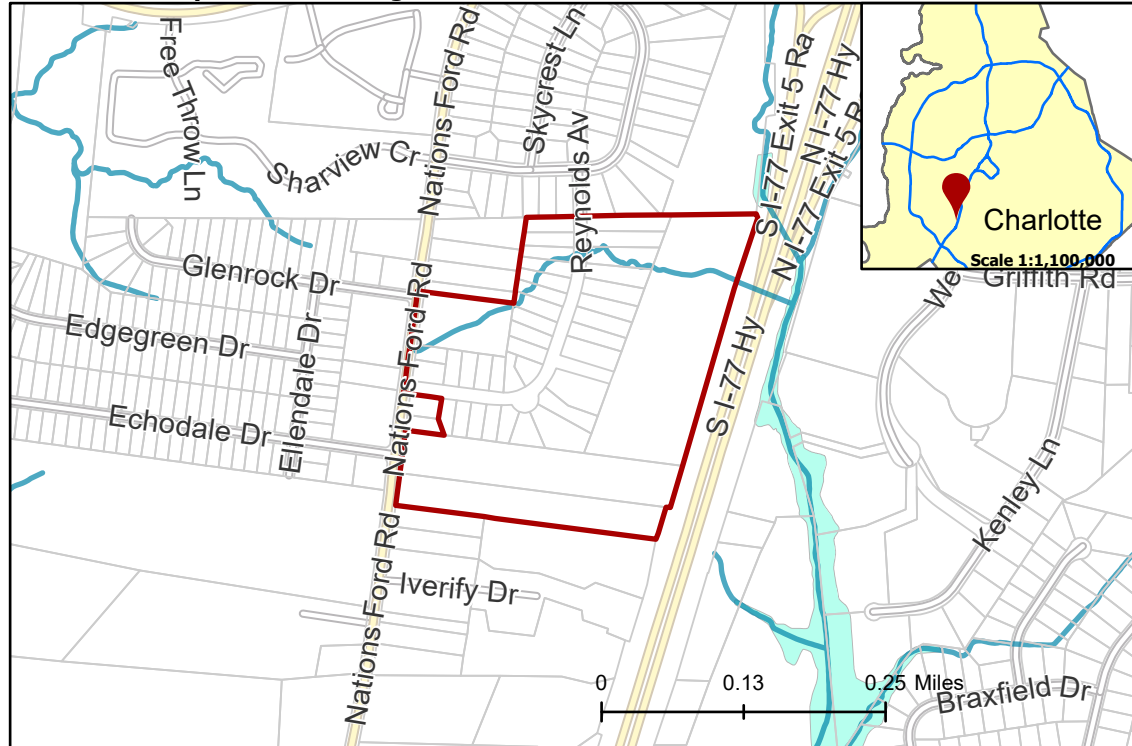 Free Throw Ln
Nations Ford Rd
Skycrest Ln
Reynolds Av
Sharview Cr
S I-77 Exit 5 Ra
N I-77 Hy
N I-77 Exit 5 R
Charlotte
Scale 1:1,100,000
We
Griffith Rd
Glenrock Dr
Nations Ford Rd
Edgegreen Dr
Ellendale Dr
Echodale Dr
S I-77 Hy
Kenley Ln
Nations Ford Rd
Iverify Dr
0 0.13 0.25 Miles
Braxfield Dr